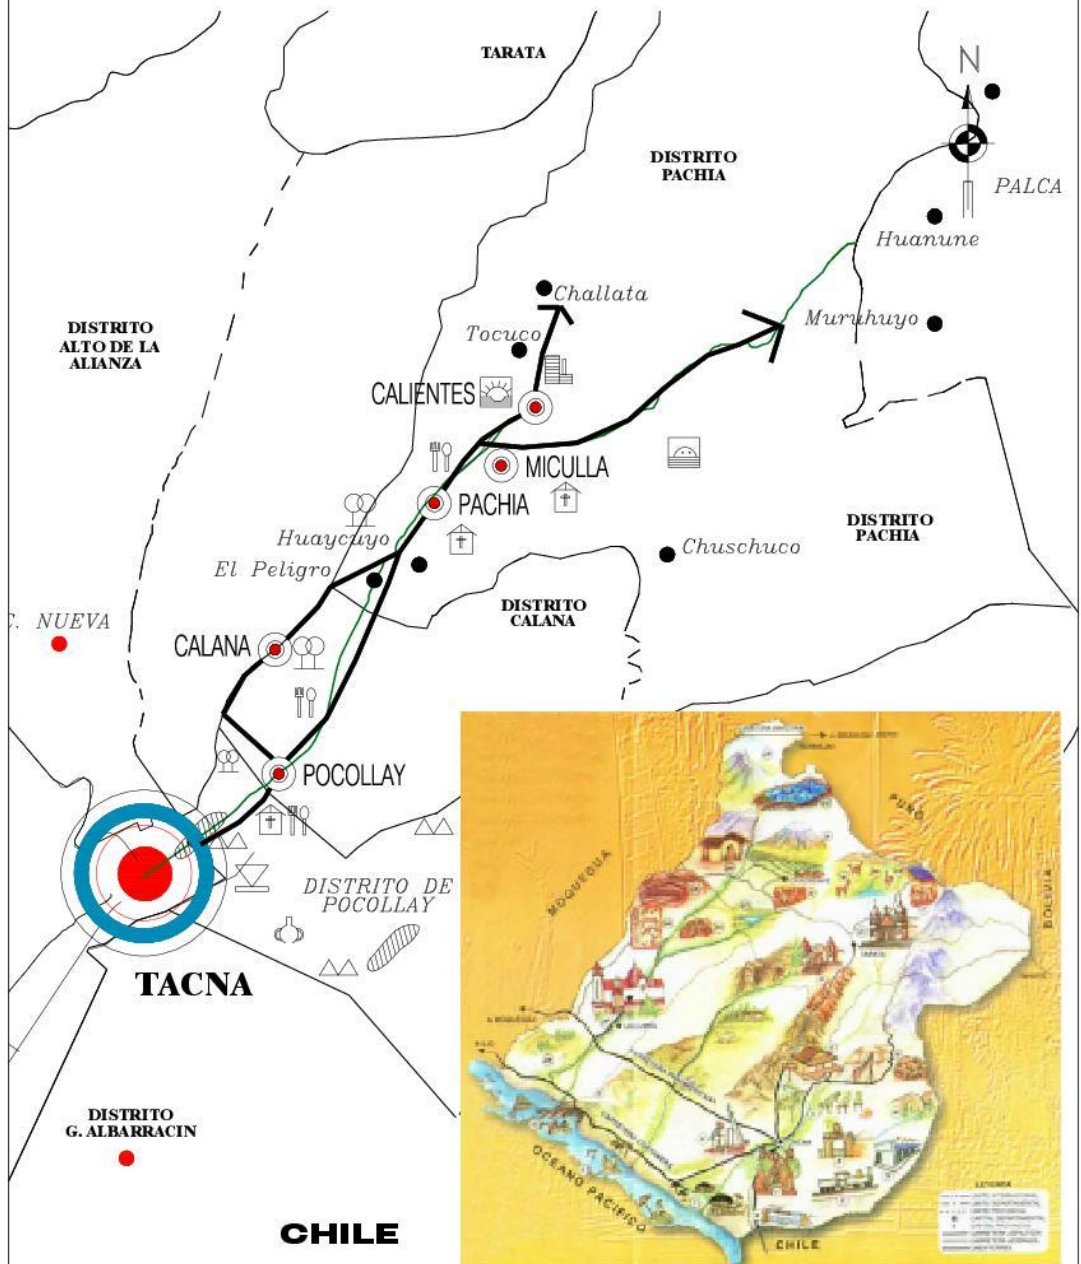 TARATA
N
DISTRITO
PACHIA
PALCA
Huanune
Challata
Muruhuyo
DISTRITO
ALTO DE LA
ALIANZA
Tocuco
CALIENTES
MICULLA
PACHIA
DISTRITO
PACHIA
Huaycuyo
Chuschuco
El Peligro
DISTRITO
CALANA
C. NUEVA
CALANA
POCOLLAY
DISTRITO DE
POCOLLAY
TACNA
DISTRITO
G. ALBARRACIN
CHILE
PUNO
MOQUEGUA
BOLIVIA
OCEANO PACIFICO
CHILE
LEYENDA